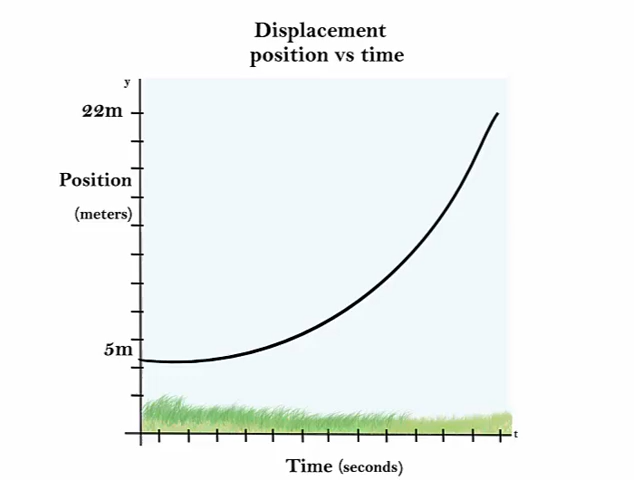 Displacement
position vs time
y
22m
Position
(meters)
5m
t
Time (seconds)